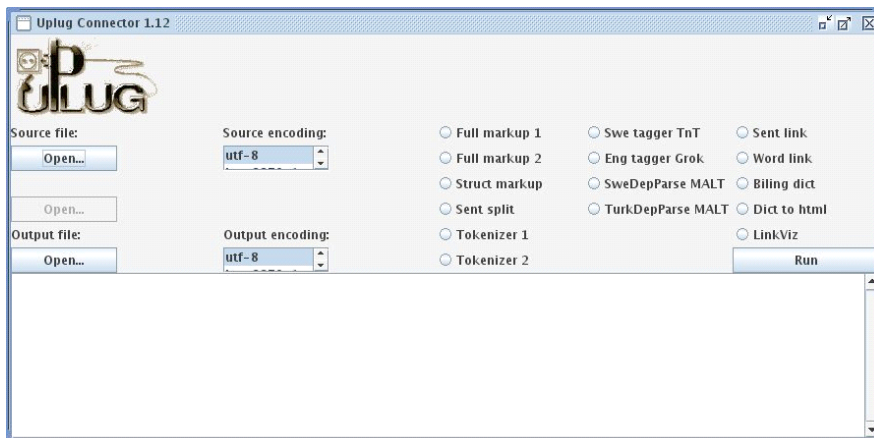 Uplug Connector 1.12
UPLUG
Source file: Source encoding: Full markup 1 Swe tagger TnT Sent link
Open... utf-8 Full markup 2 Eng tagger Grok Word link
Struct markup SweDepParse MALT Biling dict
Open... Sent split TurkDepParse MALT Dict to html
Output file: Output encoding: Tokenizer 1 LinkViz
Open... utf-8 Tokenizer 2 Run